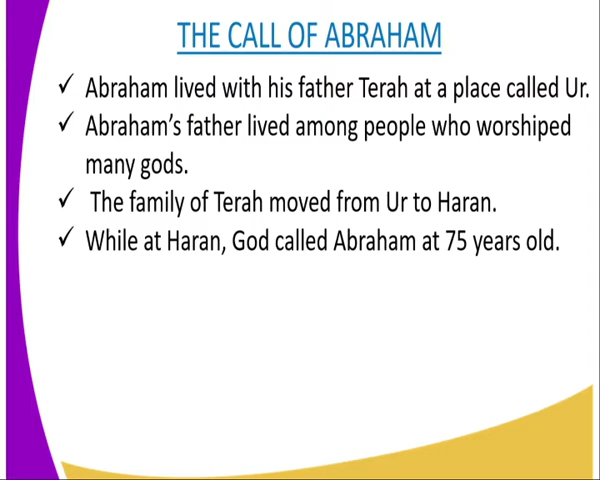 THE CALL OF ABRAHAM
✓ Abraham lived with his father Terah at a place called Ur.
✓ Abraham's father lived among people who worshiped
many gods.
✓ The family of Terah moved from Ur to Haran.
✓ While at Haran, God called Abraham at 75 years old.